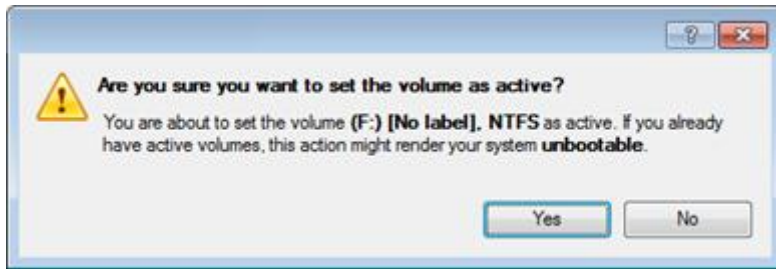 Are you sure you want to set the volume as active?
You are about to set the volume (F:) [No label], NTFS as active. If you already
have active volumes, this action might render your system unbootable.
Yes No